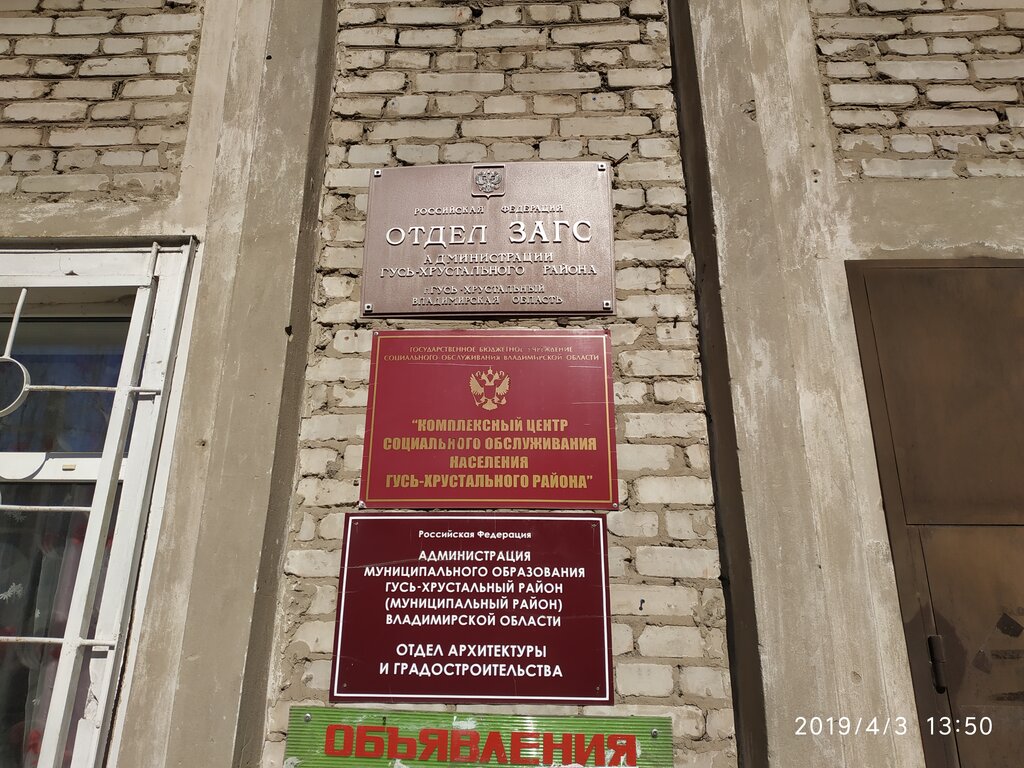 РОССИЙСКАЯ ФЕДЕРАЦИЯ
ОТДЕЛ ЗАГС
АДМИНИСТРАЦИИ
ГУСЬ-ХРУСТАЛЬНОГО РАЙОНА
Г.ГУСЬ-ХРУСТАЛЬНЫЙ
ВЛАДИМИРСКАЯ ОБЛАСТЬ
ГОСУДАРСТВЕННОЕ БЮДЖЕТНОЕ УЧРЕЖДЕНИЕ
СОЦИАЛЬНОГО ОБСЛУЖИВАНИЯ ВЛАДИМИРСКОЙ ОБЛАСТИ
"КОМПЛЕКСНЫЙ ЦЕНТР
СОЦИАЛЬНОГО ОБСЛУЖИВАНИЯ
НАСЕЛЕНИЯ
ГУСЬ-ХРУСТАЛЬНОГО РАЙОНА"
Российская Федерация
АДМИНИСТРАЦИЯ
МУНИЦИПАЛЬНОГО ОБРАЗОВАНИЯ
ГУСЬ-ХРУСТАЛЬНЫЙ РАЙОН
(МУНИЦИПАЛЬНЫЙ РАЙОН)
ВЛАДИМИРСКОЙ ОБЛАСТИ
ОТДЕЛ АРХИТЕКТУРЫ
И ГРАДОСТРОИТЕЛЬСТВА
ОБЪЯВЛЕНИЯ
2019/4/3 13:50